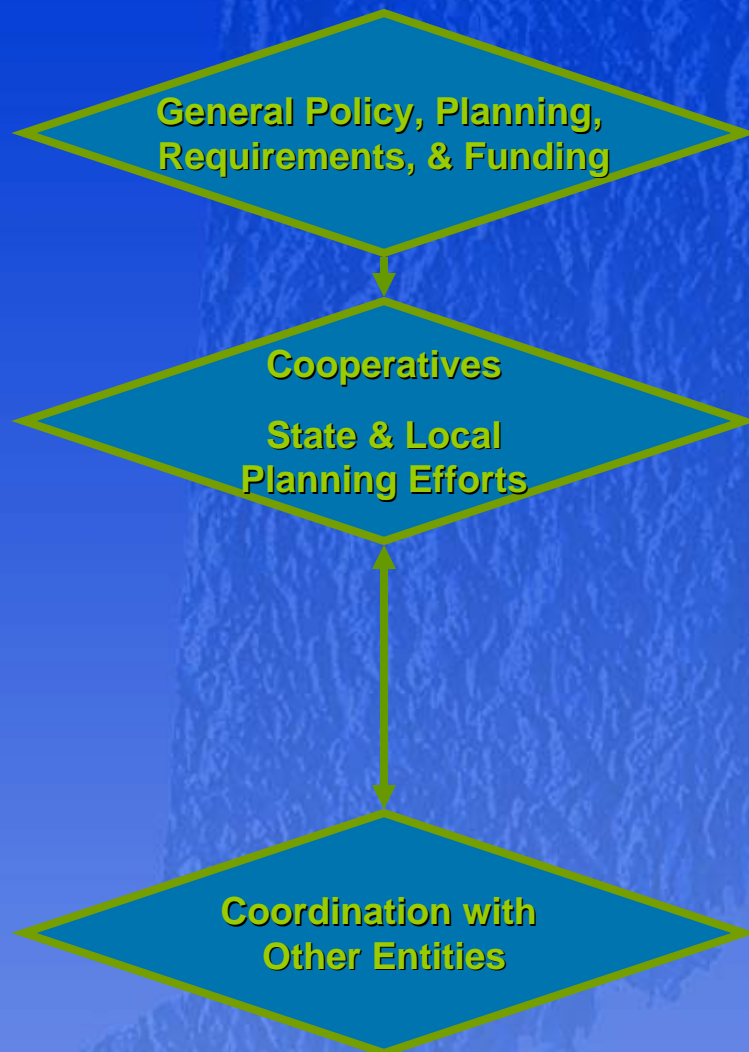 General Policy, Planning,
Requirements, & Funding
Cooperatives
State & Local
Planning Efforts
Coordination with
Other Entities